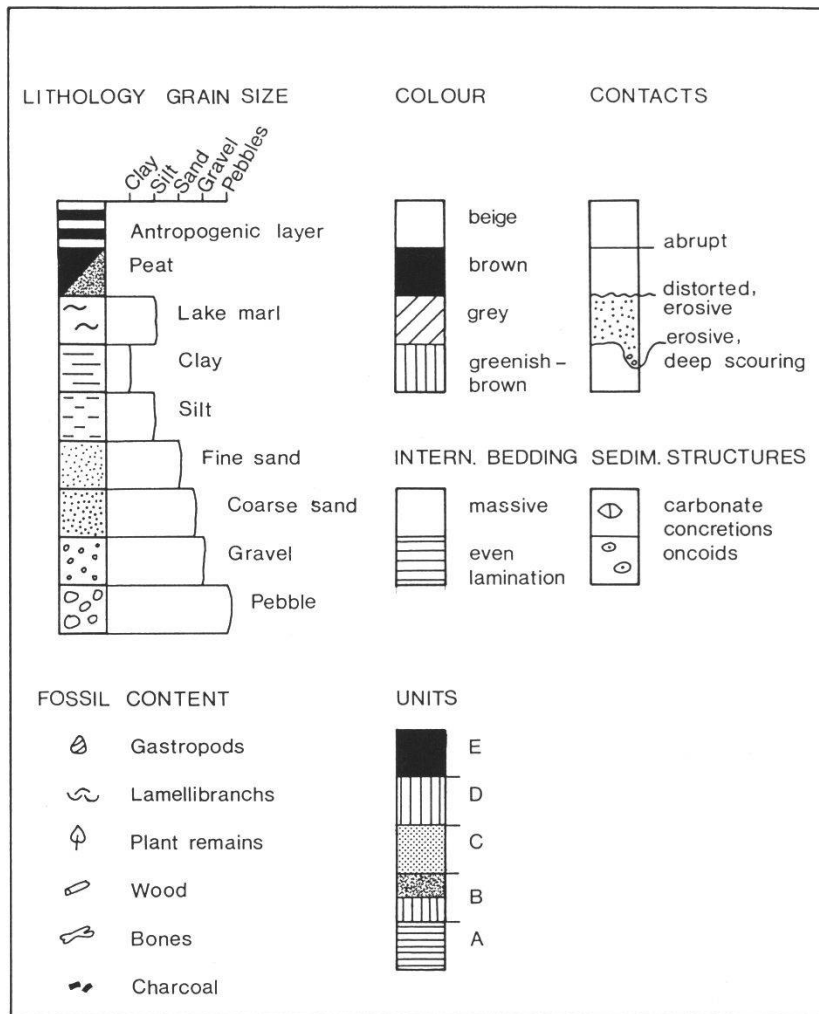 LITHOLOGY GRAIN SIZE
Clay
Silt
Sand
Gravel
Pebbles
Antropogenic layer
Peat
Lake marl
Clay
Silt
Fine sand
Coarse sand
Gravel
Pebble
COLOUR
beige
brown
grey
greenish-
brown
CONTACTS
abrupt
distorted,
erosive
erosive,
deep scouring
INTERN. BEDDING
massive
even
lamination
SEDIM. STRUCTURES
carbonate
concretions
oncoids
FOSSIL CONTENT
Gastropods
Lamellibranchs
Plant remains
Wood
Bones
Charcoal
UNITS
E
D
C
B
A